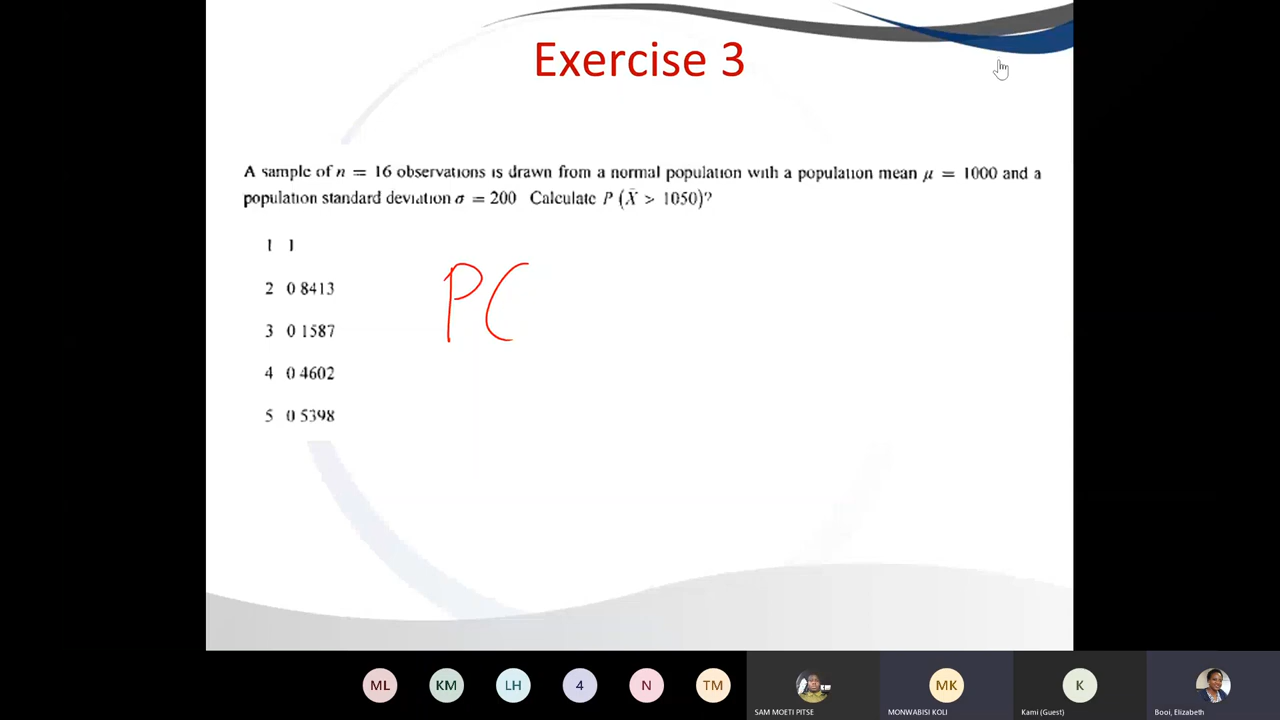 Exercise 3
A sample of n = 16 observations is drawn from a normal population with a population mean μ = 1000 and a
population standard deviation σ = 200 Calculate P (X̄ > 1050)?
1 1
2 0 8413
3 0 1587
4 0 4602
5 0 5398
P(
ML KM LH 4 N TM MK K
SAM MOETI PITSE MONWABISI KOLI Kami (Guest) Booi, Elizabeth